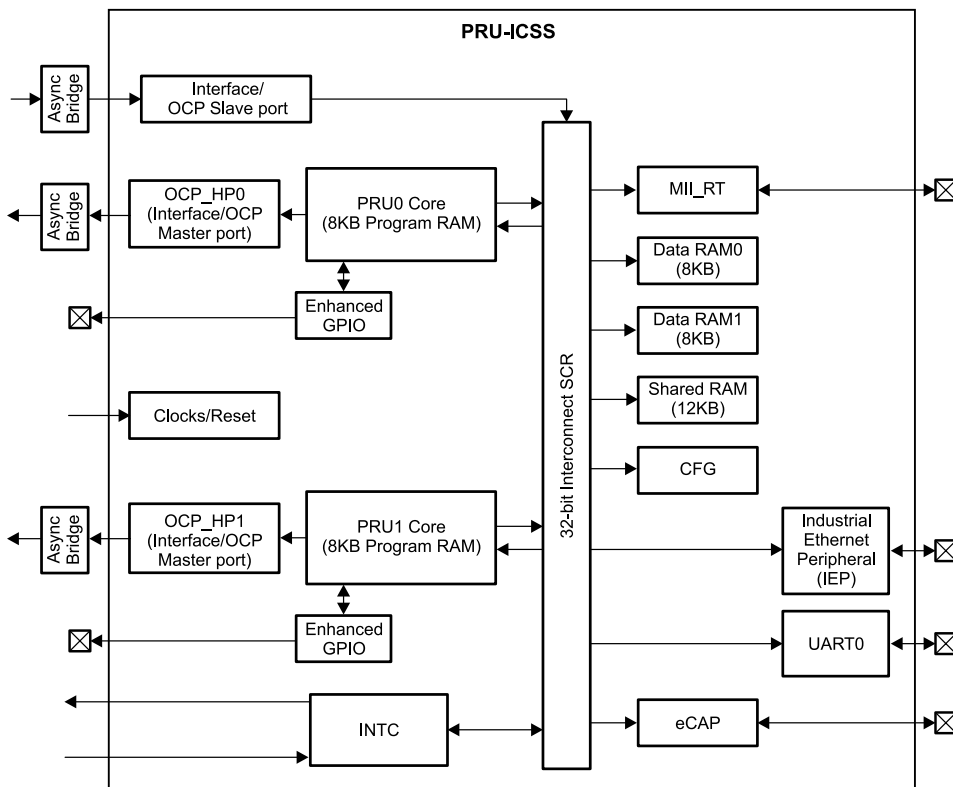 PRU-ICSS
Async
Bridge
Interface/
OCP Slave port
Async
Bridge
OCP_HP0
(Interface/OCP
Master port)
PRU0 Core
(8KB Program RAM)
Enhanced
GPIO
Clocks/Reset
Async
Bridge
OCP_HP1
(Interface/OCP
Master port)
PRU1 Core
(8KB Program RAM)
Enhanced
GPIO
INTC
32-bit Interconnect SCR
MII_RT
Data RAM0
(8KB)
Data RAM1
(8KB)
Shared RAM
(12KB)
CFG
Industrial
Ethernet
Peripheral
(IEP)
UART0
eCAP